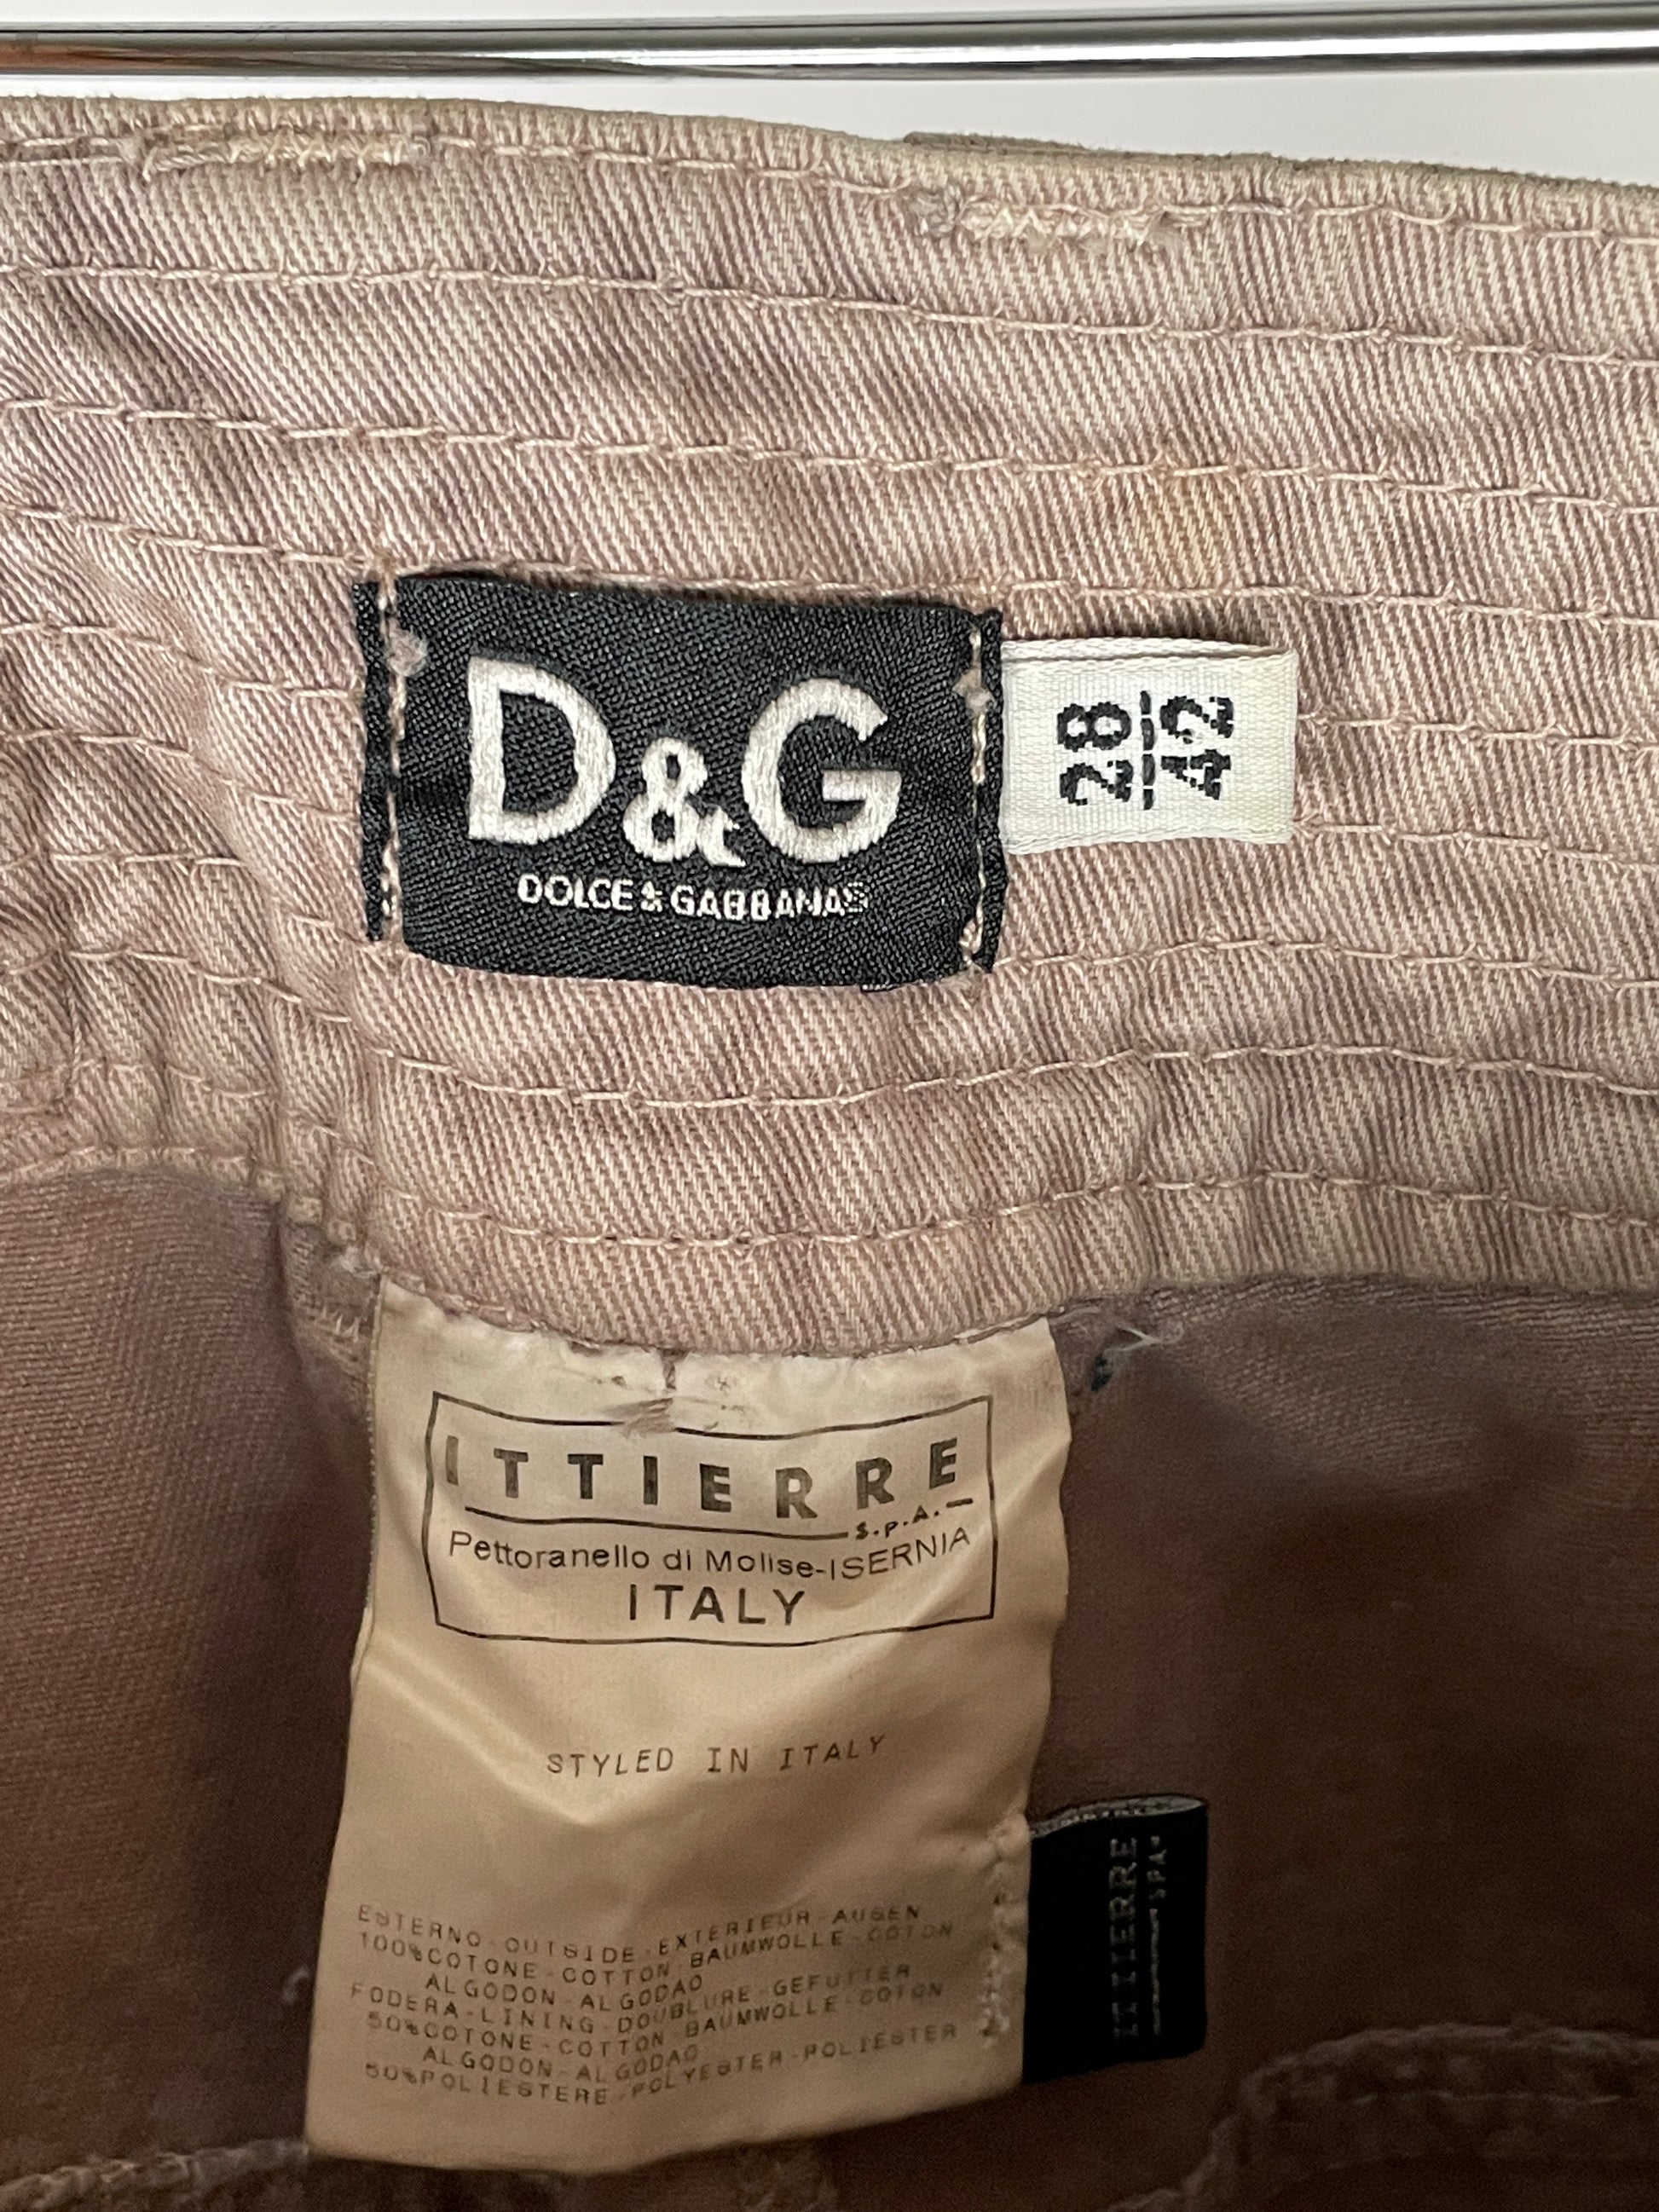 D&G
DOLCE & GABBANA
28
42
ITTIERRE
S.p.A.
Pettoranello di Molise-ISERNIA
ITALY
STYLED IN ITALY
ESTERNO-OUTSIDE-EXTERIEUR-AUSEN
100%COTONE-COTTON-BAUMWOLLE-COTON
ALGODON-ALGODAO
FODERA-LINING-DOUBLURE-GEFUTTER
50%COTONE-COTTON-BAUMWOLLE-COTON
ALGODON-ALGODAO
50%POLIESTERE-POLYESTER-POLIESTER
ITTIERRE
SPA